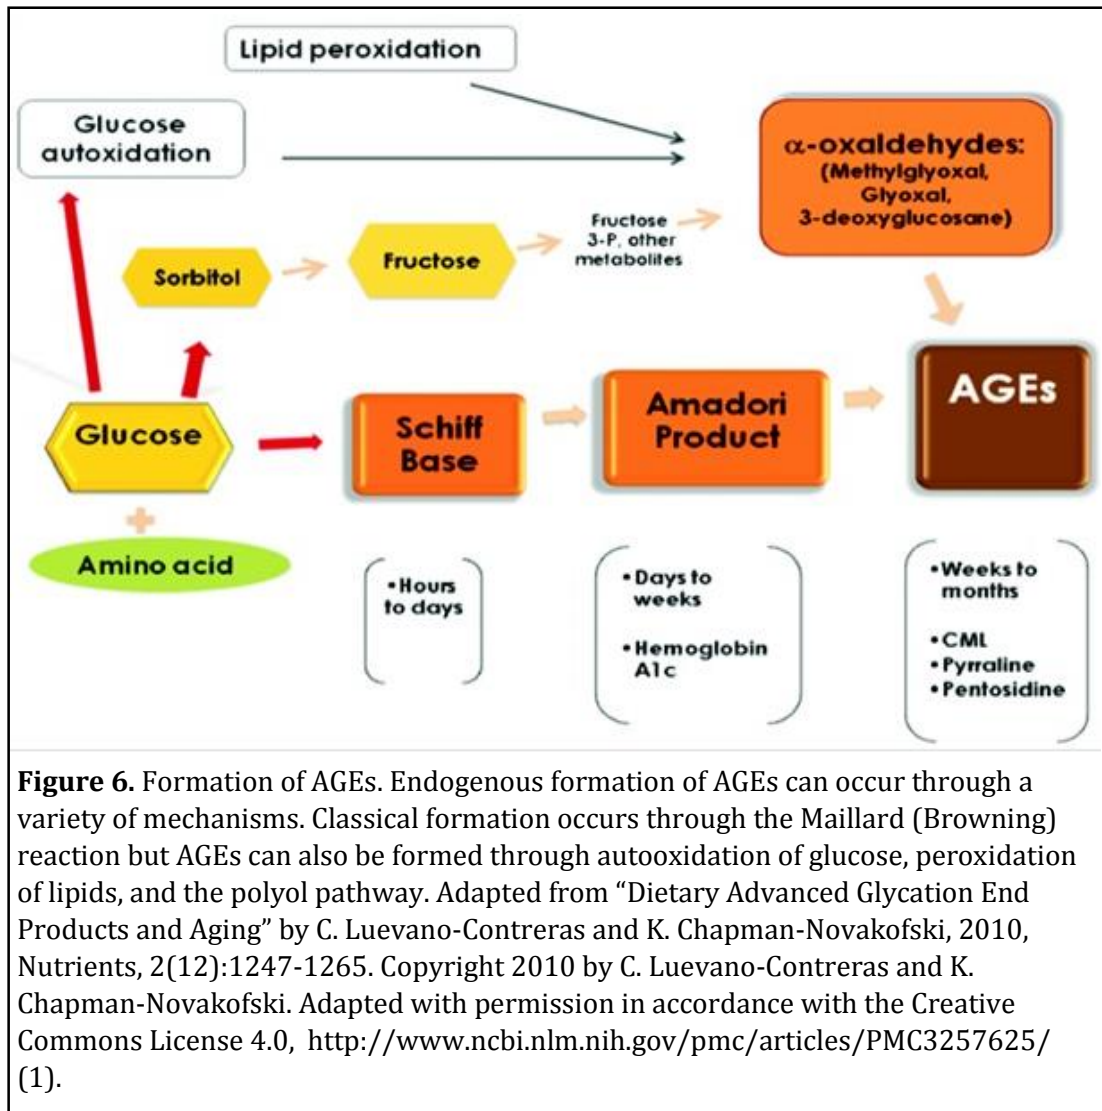 Lipid peroxidation
Glucose
autoxidation
α-oxaldehydes:
(Methylglyoxal,
Glyoxal,
3-deoxyglucosane)
Sorbitol
Fructose
Fructose
3-P, other
metabolites
Glucose
+
Amino acid
Schiff
Base
Amadori
Product
AGEs
•Hours
to days
•Days to
weeks
•Hemoglobin
A1c
•Weeks to
months
•CML
•Pyrraline
•Pentosidine
Figure 6. Formation of AGEs. Endogenous formation of AGEs can occur through a
variety of mechanisms. Classical formation occurs through the Maillard (Browning)
reaction but AGEs can also be formed through autooxidation of glucose, peroxidation
of lipids, and the polyol pathway. Adapted from “Dietary Advanced Glycation End
Products and Aging” by C. Luevano-Contreras and K. Chapman-Novakofski, 2010,
Nutrients, 2(12):1247-1265. Copyright 2010 by C. Luevano-Contreras and K.
Chapman-Novakofski. Adapted with permission in accordance with the Creative
Commons License 4.0, http://www.ncbi.nlm.nih.gov/pmc/articles/PMC3257625/
(1).